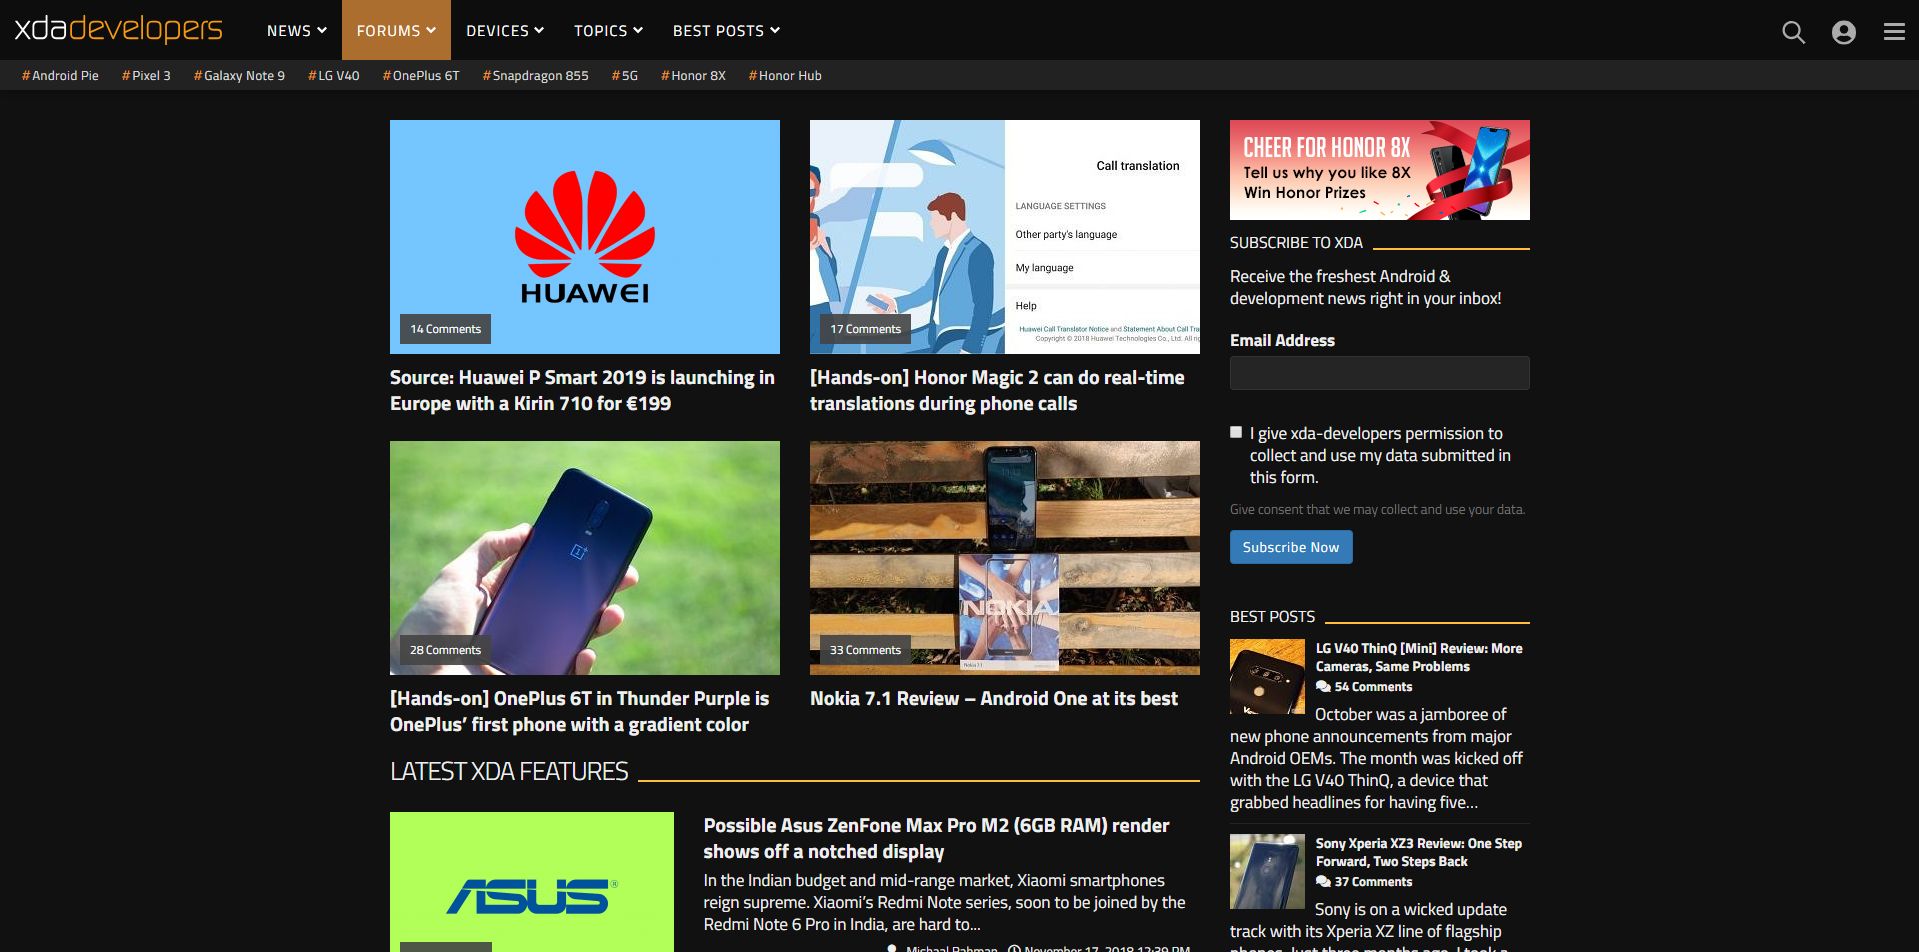 xdadevelopers
NEWS
FORUMS
DEVICES
TOPICS
BEST POSTS
#Android Pie
#Pixel 3
#Galaxy Note 9
#LG V40
#OnePlus 6T
#Snapdragon 855
#5G
#Honor 8X
#Honor Hub
HUAWEI
14 Comments
Source: Huawei P Smart 2019 is launching in
Europe with a Kirin 710 for €199
Call translation
LANGUAGE SETTINGS
Other party's language
My language
Help
Huawei Call Translator Notice and Statement About Call Tra
Copyright © 2018 Huawei Technologies Co., Ltd. All rig
17 Comments
[Hands-on] Honor Magic 2 can do real-time
translations during phone calls
28 Comments
[Hands-on] OnePlus 6T in Thunder Purple is
OnePlus’ first phone with a gradient color
NOKIA
Nokia 7.1
33 Comments
Nokia 7.1 Review – Android One at its best
LATEST XDA FEATURES
ASUS®
Possible Asus ZenFone Max Pro M2 (6GB RAM) render
shows off a notched display
In the Indian budget and mid-range market, Xiaomi smartphones
reign supreme. Xiaomi’s Redmi Note series, soon to be joined by the
Redmi Note 6 Pro in India, are hard to...
Mishaal Rahman November 17, 2018 12:39 PM
CHEER FOR HONOR 8X
Tell us why you like 8X
Win Honor Prizes
SUBSCRIBE TO XDA
Receive the freshest Android &
development news right in your inbox!
Email Address
I give xda-developers permission to
collect and use my data submitted in
this form.
Give consent that we may collect and use your data.
Subscribe Now
BEST POSTS
LG V40 ThinQ [Mini] Review: More
Cameras, Same Problems
54 Comments
October was a jamboree of
new phone announcements from major
Android OEMs. The month was kicked off
with the LG V40 ThinQ, a device that
grabbed headlines for having five...
Sony Xperia XZ3 Review: One Step
Forward, Two Steps Back
37 Comments
Sony is on a wicked update
track with its Xperia XZ line of flagship
phones. Just three months ago, I took a